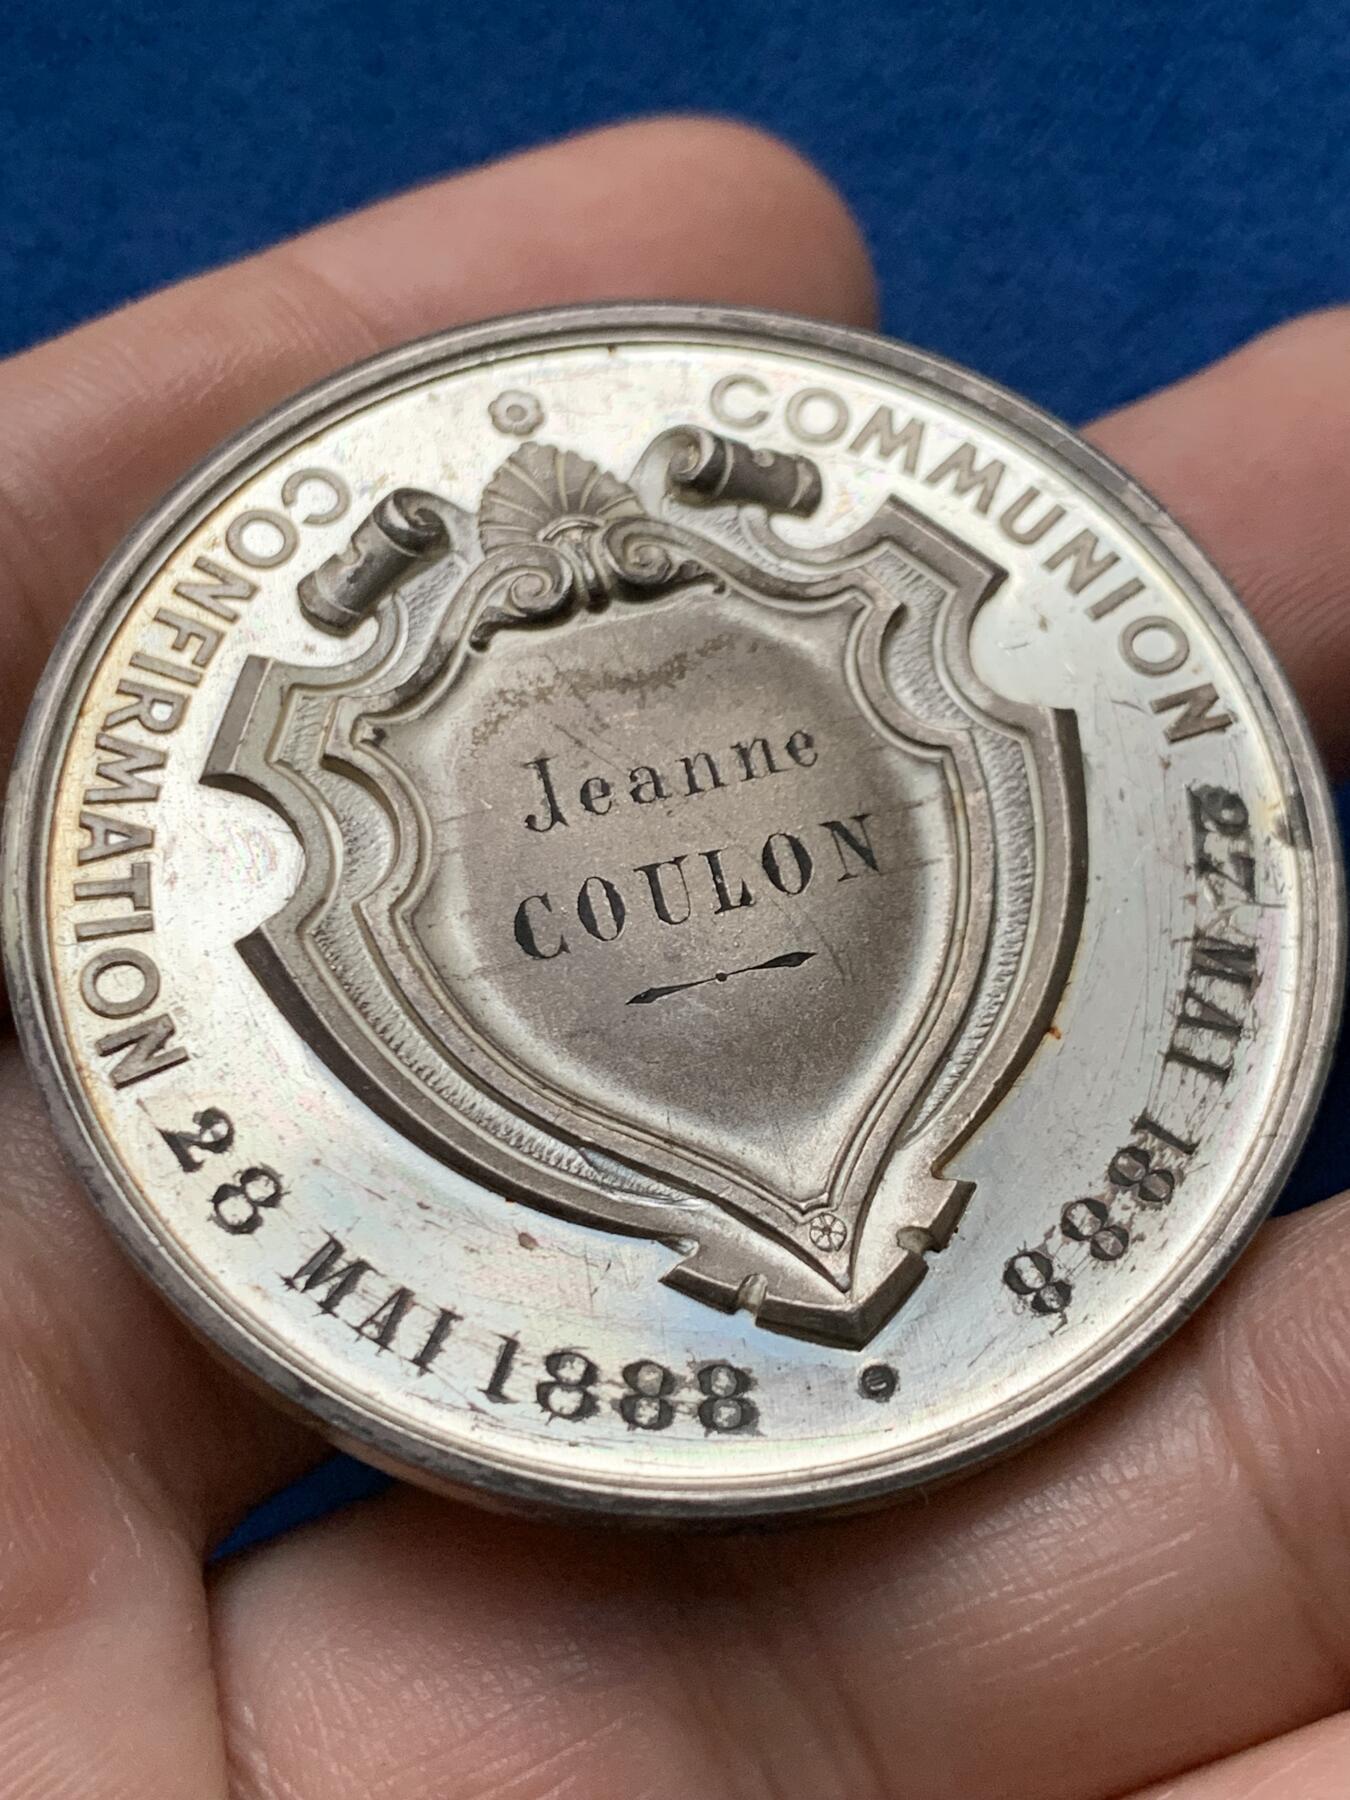 COMMUNION 27 MAI 1888
CONFIRMATION 28 MAI 1888
Jeanne
COULON